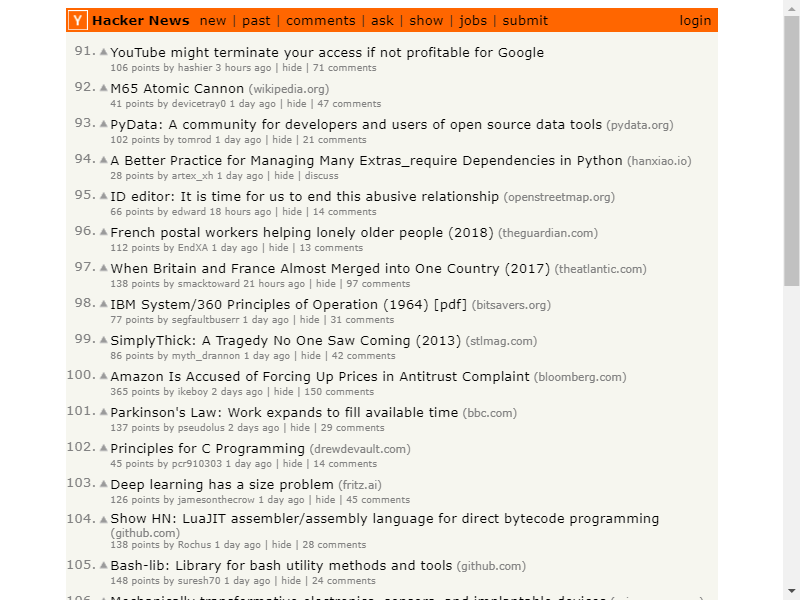 Y Hacker News new | past | comments | ask | show | jobs | submit login
91. YouTube might terminate your access if not profitable for Google
106 points by hashier 3 hours ago | hide | 71 comments
92. M65 Atomic Cannon (wikipedia.org)
41 points by devicetray0 1 day ago | hide | 47 comments
93. PyData: A community for developers and users of open source data tools (pydata.org)
102 points by tomrod 1 day ago | hide | 21 comments
94. A Better Practice for Managing Many Extras_require Dependencies in Python (hanxiao.io)
28 points by artex_xh 1 day ago | hide | discuss
95. ID editor: It is time for us to end this abusive relationship (openstreetmap.org)
66 points by edward 18 hours ago | hide | 14 comments
96. French postal workers helping lonely older people (2018) (theguardian.com)
112 points by EndXA 1 day ago | hide | 13 comments
97. When Britain and France Almost Merged into One Country (2017) (theatlantic.com)
138 points by smacktoward 21 hours ago | hide | 97 comments
98. IBM System/360 Principles of Operation (1964) [pdf] (bitsavers.org)
77 points by segfaultbuserr 1 day ago | hide | 31 comments
99. SimplyThick: A Tragedy No One Saw Coming (2013) (stlmag.com)
86 points by myth_drannon 1 day ago | hide | 42 comments
100. Amazon Is Accused of Forcing Up Prices in Antitrust Complaint (bloomberg.com)
365 points by ikeboy 2 days ago | hide | 150 comments
101. Parkinson's Law: Work expands to fill available time (bbc.com)
137 points by pseudolus 2 days ago | hide | 29 comments
102. Principles for C Programming (drewdevault.com)
45 points by pcr910303 1 day ago | hide | 14 comments
103. Deep learning has a size problem (fritz.ai)
126 points by jamesonthecrow 1 day ago | hide | 45 comments
104. Show HN: LuaJIT assembler/assembly language for direct bytecode programming
(github.com)
138 points by Rochus 1 day ago | hide | 28 comments
105. Bash-lib: Library for bash utility methods and tools (github.com)
148 points by suresh70 1 day ago | hide | 24 comments
106. Mechanically transformative electronics, sensors, and implantable devices